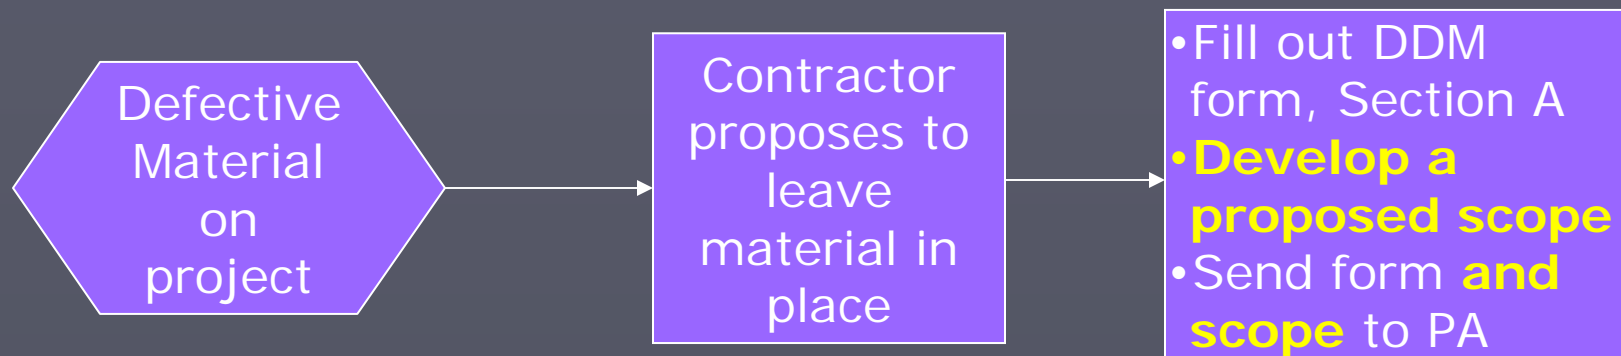 Defective
Material
on
project
Contractor
proposes to
leave
material in
place
•Fill out DDM
form, Section A
•Develop a
proposed scope
•Send form and
scope to PA